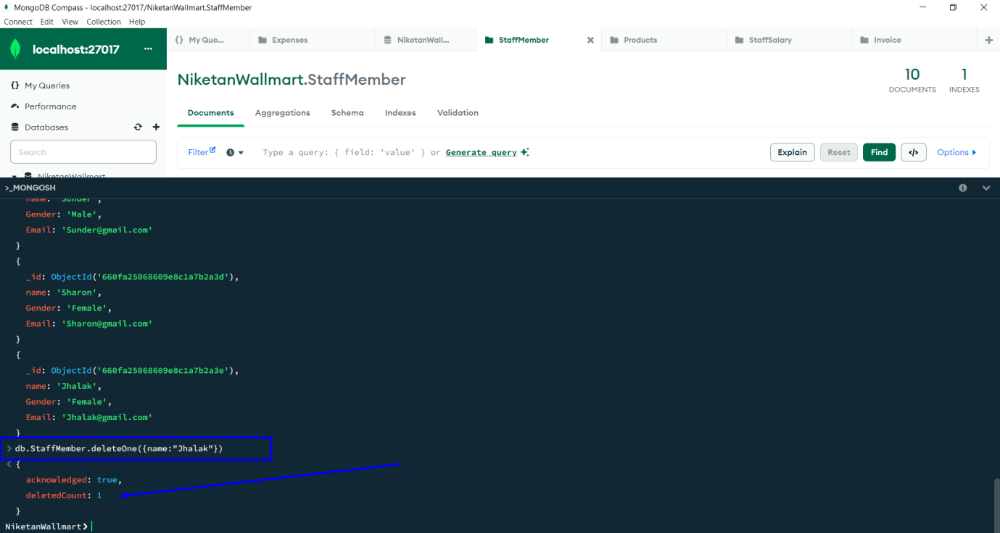 MongoDB Compass - localhost:27017/NiketanWallmart.StaffMember
Connect Edit View Collection Help
localhost:27017 ...
{} My Que... Expenses NiketanWall... StaffMember Products StaffSalary Invoice
NiketanWallmart.StaffMember
10 DOCUMENTS
1 INDEXES
{} My Queries
Performance
Databases
Search
NiketanWallmart
Documents Aggregations Schema Indexes Validation
Filter Type a query: { field: 'value' } or Generate query Explain Reset Find </> Options
>_MONGOSH
name: 'Sunder',
Gender: 'Male',
Email: 'Sunder@gmail.com'
}
{
_id: ObjectId('660fa25068609e8c1a7b2a3d'),
name: 'Sharon',
Gender: 'Female',
Email: 'Sharon@gmail.com'
}
{
_id: ObjectId('660fa25068609e8c1a7b2a3e'),
name: 'Jhalak',
Gender: 'Female',
Email: 'Jhalak@gmail.com'
}
> db.StaffMember.deleteOne({name:"Jhalak"})
< {
acknowledged: true,
deletedCount: 1
}
NiketanWallmart>